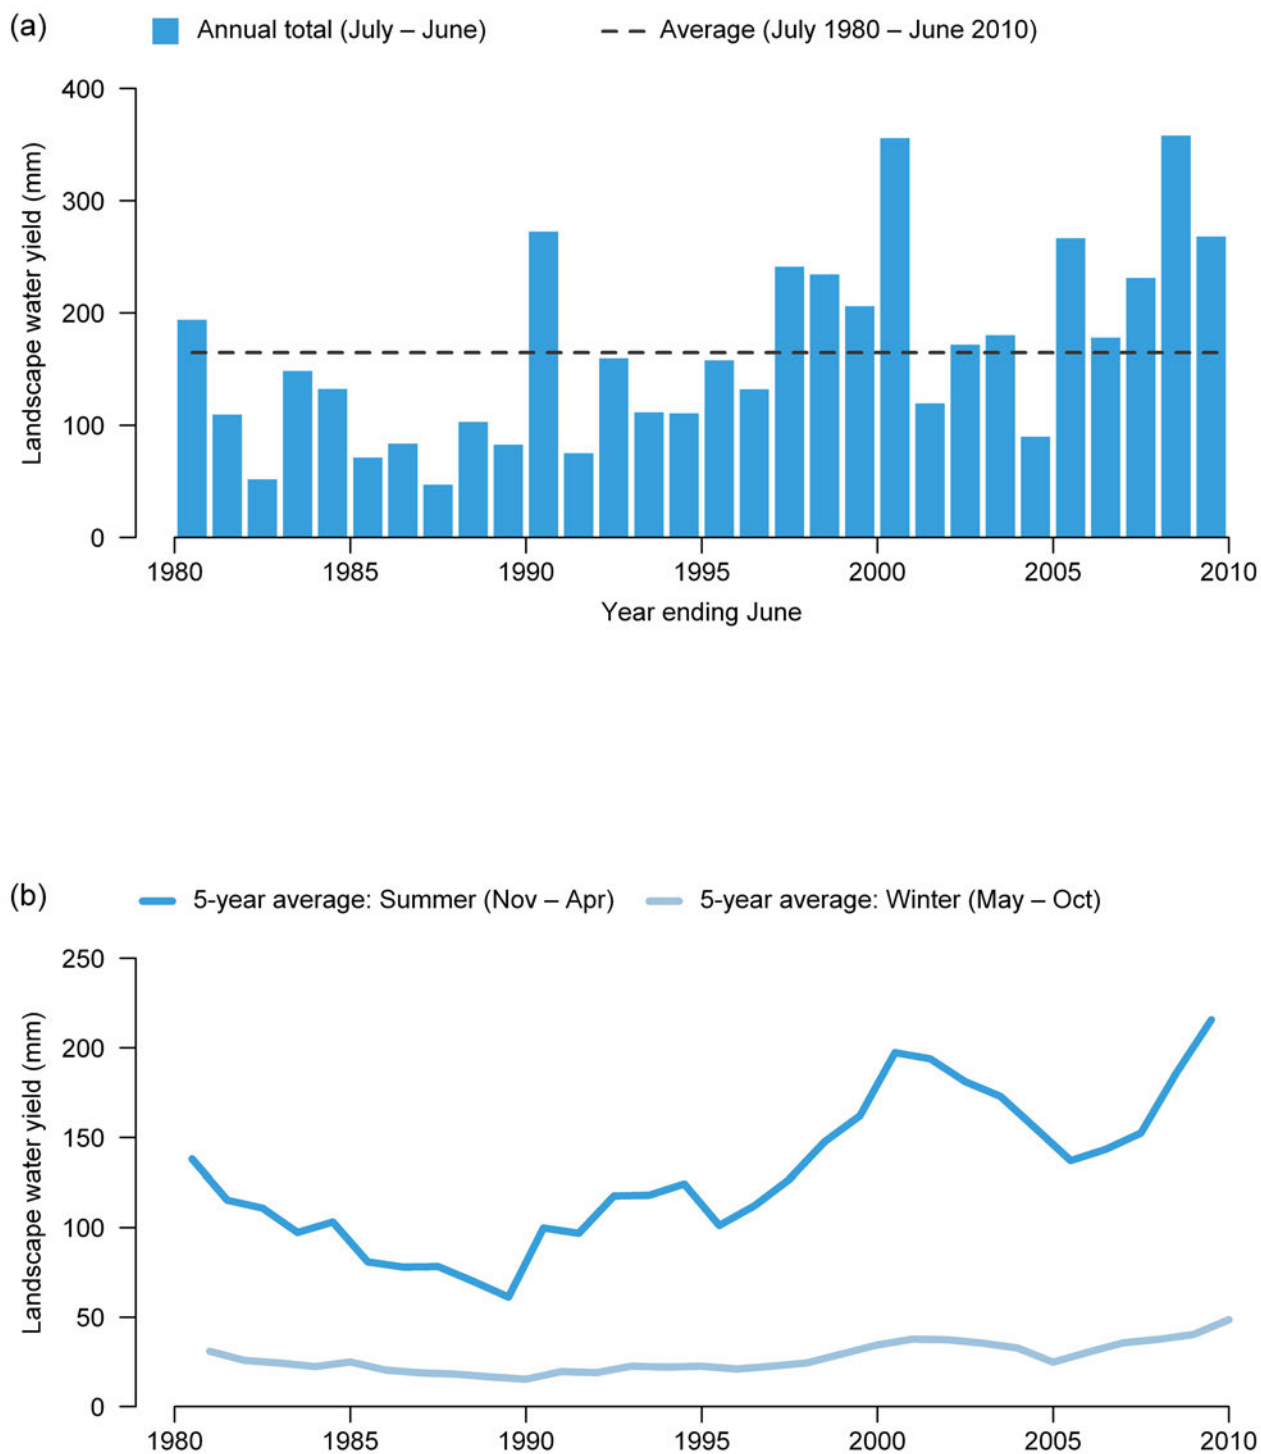 (a)
Annual total (July – June)
Average (July 1980 – June 2010)
Landscape water yield (mm)
400
300
200
100
0
1980 1985 1990 1995 2000 2005 2010
Year ending June
(b)
5-year average: Summer (Nov – Apr)
5-year average: Winter (May – Oct)
Landscape water yield (mm)
250
200
150
100
50
0
1980 1985 1990 1995 2000 2005 2010